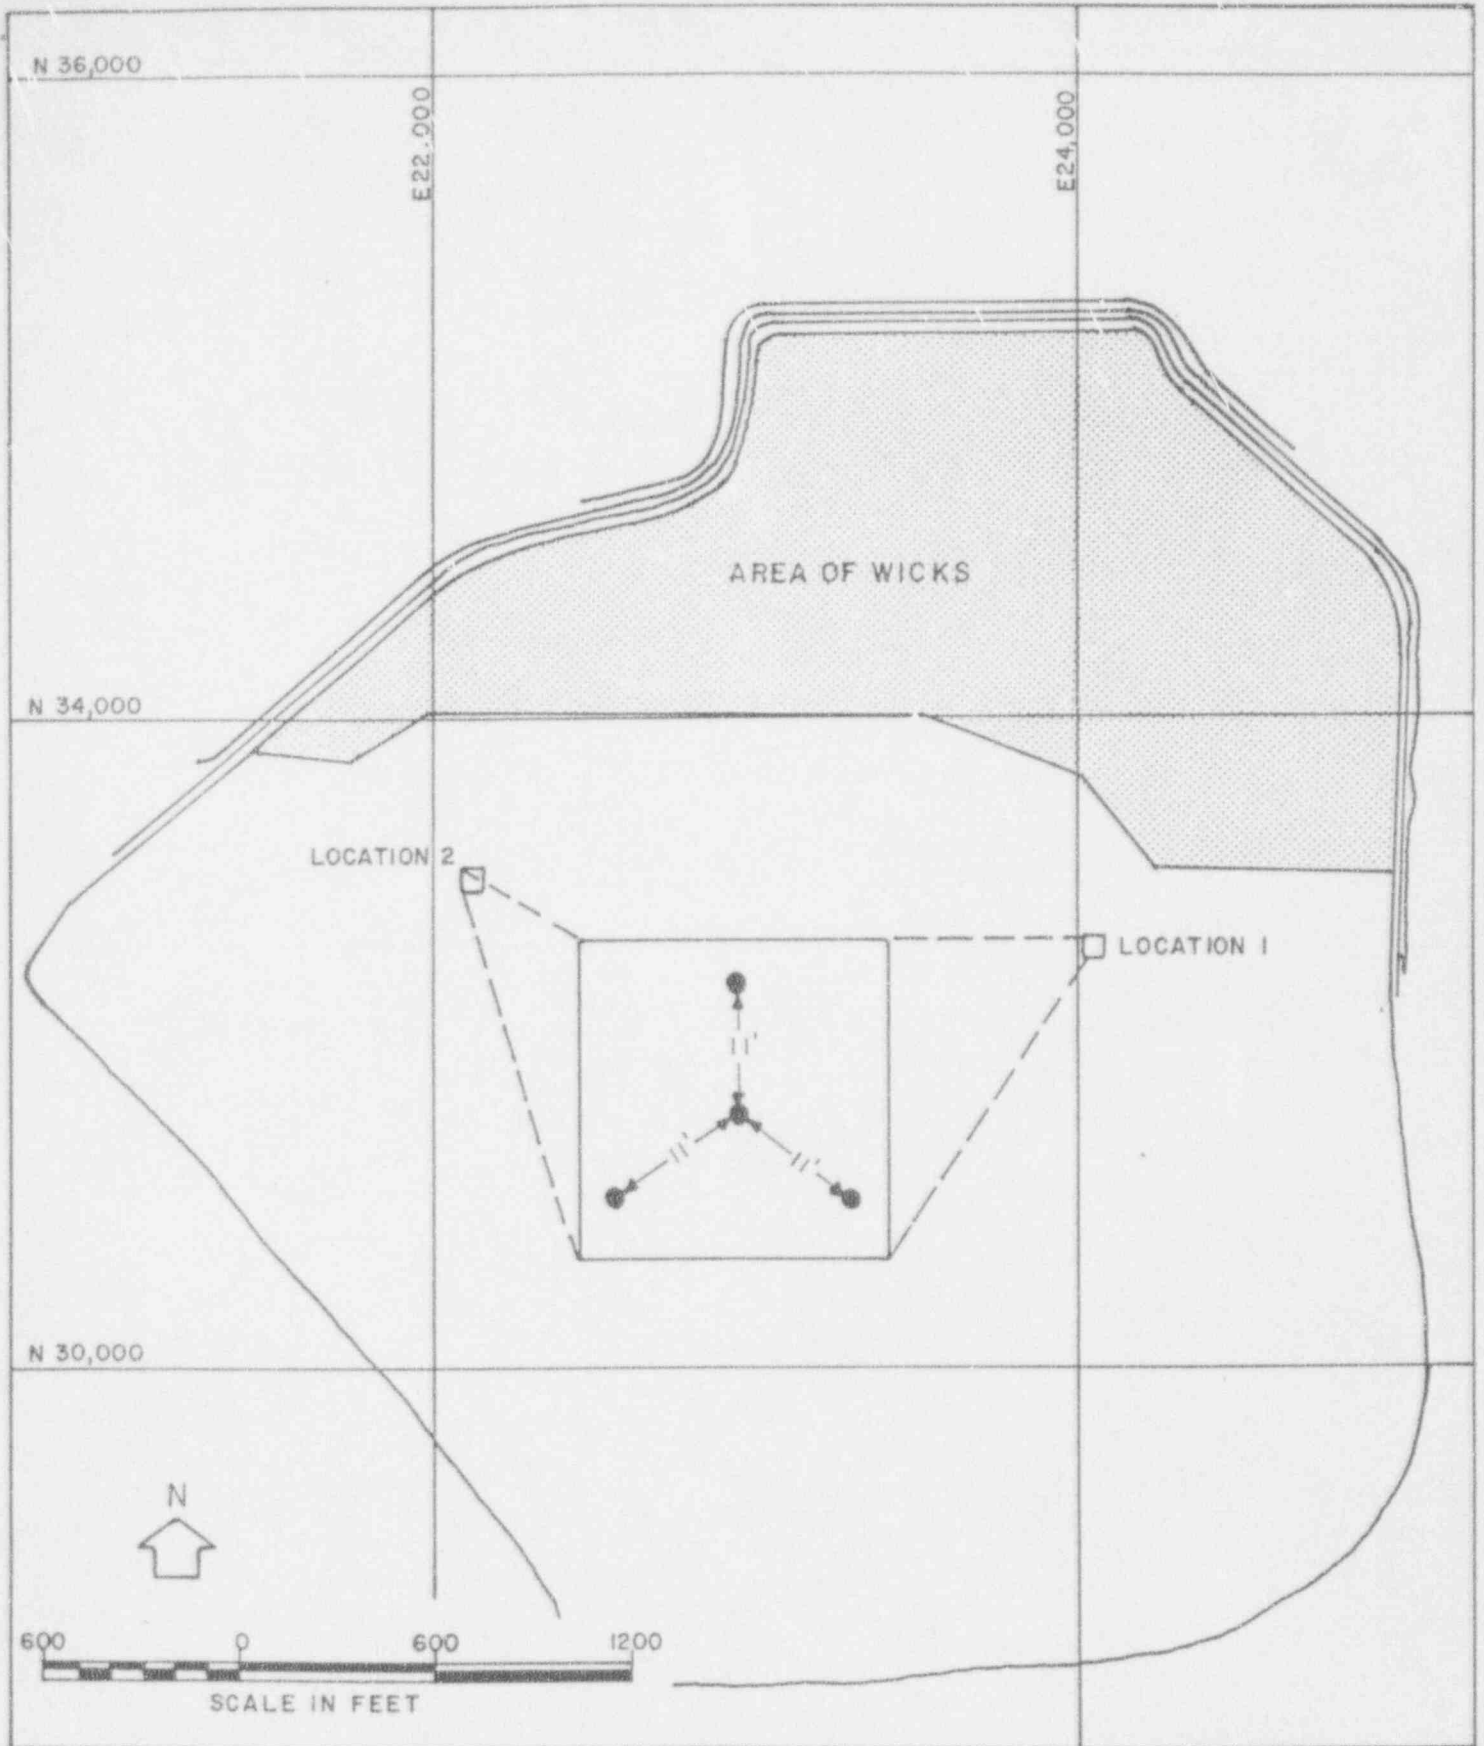 N 36,000
E22,000
E24,000
AREA OF WICKS
N 34,000
LOCATION 2
LOCATION 1
11'
11'
11'
N 30,000
N
600 0 600 1200
SCALE IN FEET